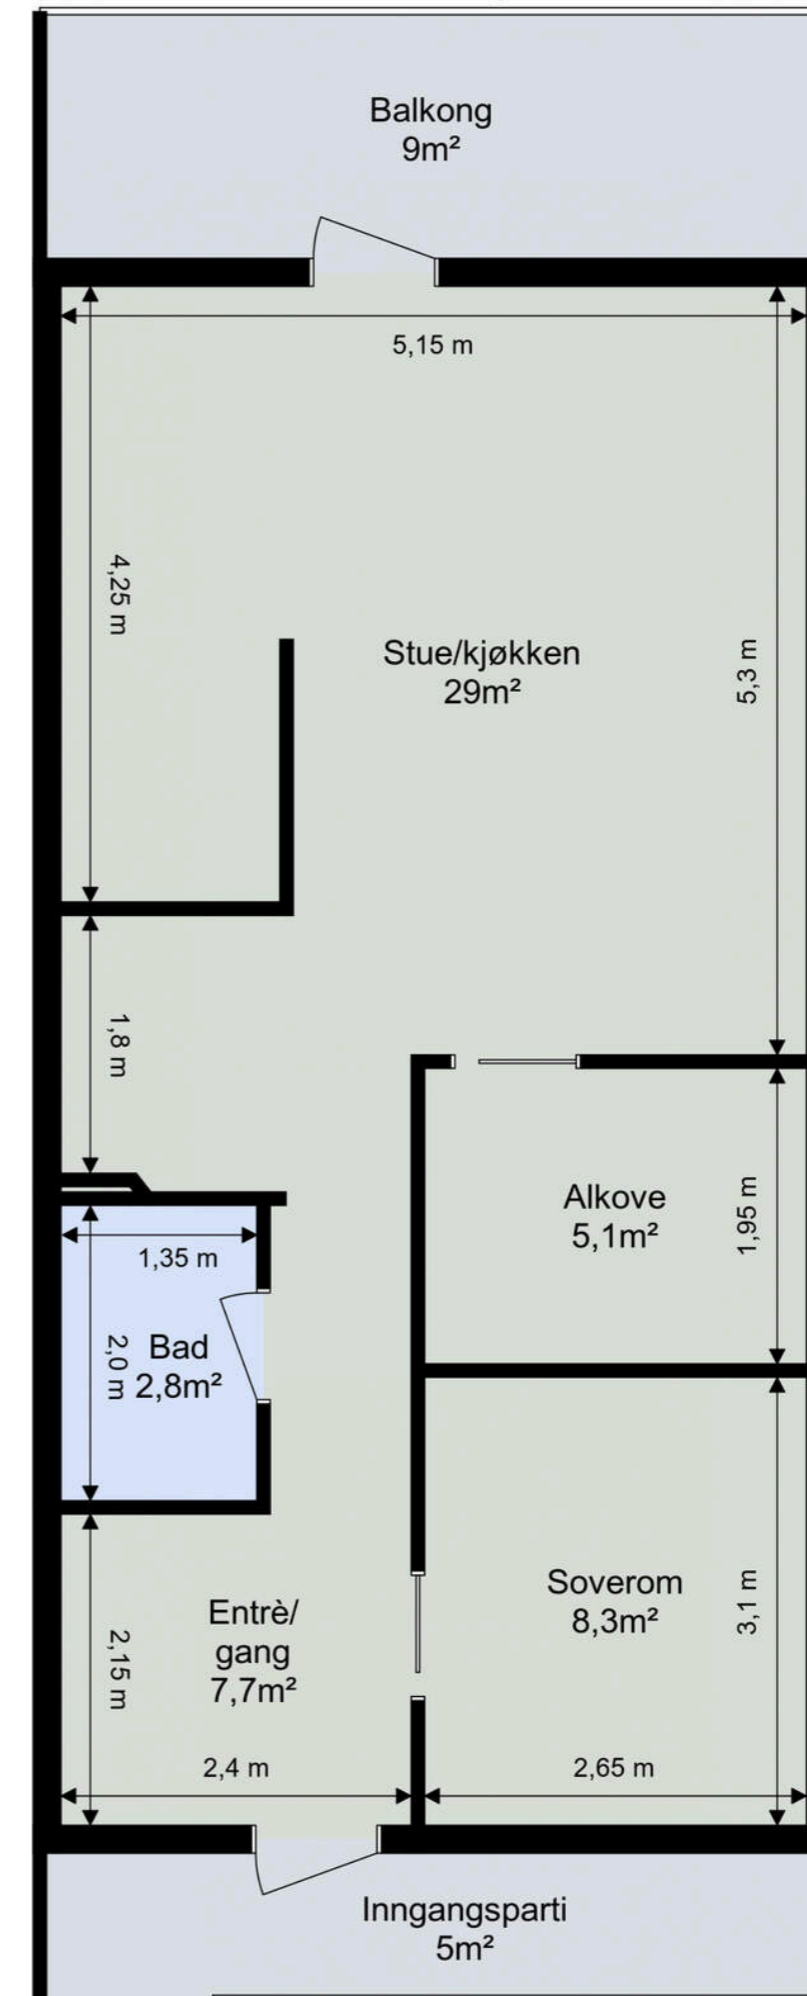 Balkong
9m²
5,15 m
4,25 m
Stue/kjøkken
29m²
5,3 m
1,8 m
Alkove
5,1m²
1,95 m
1,35 m
2,0 m
Bad
2,8m²
Soverom
8,3m²
3,1 m
Entrè/
gang
7,7m²
2,15 m
2,4 m
2,65 m
Inngangsparti
5m²